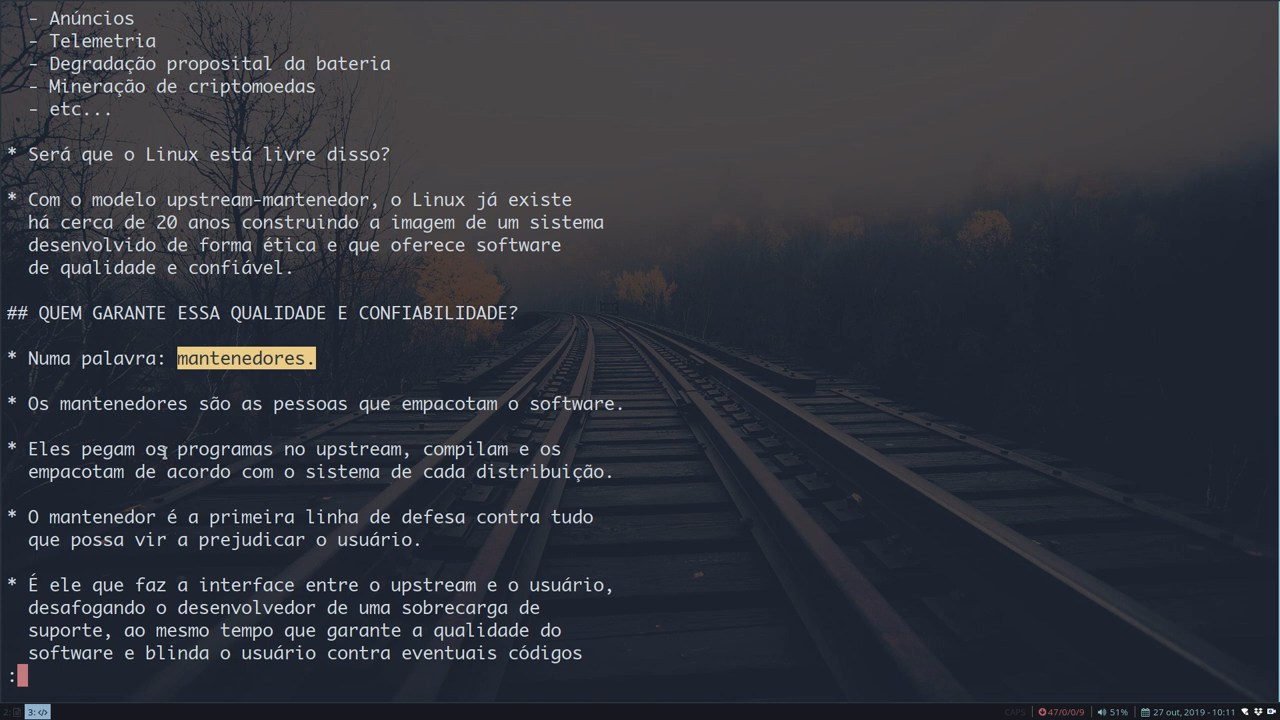 - Anúncios
- Telemetria
- Degradação proposital da bateria
- Mineração de criptomoedas
- etc...
* Será que o Linux está livre disso?
* Com o modelo upstream-mantenedor, o Linux já existe
há cerca de 20 anos construindo a imagem de um sistema
desenvolvido de forma ética e que oferece software
de qualidade e confiável.
## QUEM GARANTE ESSA QUALIDADE E CONFIABILIDADE?
* Numa palavra: mantenedores.
* Os mantenedores são as pessoas que empacotam o software.
* Eles pegam os programas no upstream, compilam e os
empacotam de acordo com o sistema de cada distribuição.
* O mantenedor é a primeira linha de defesa contra tudo
que possa vir a prejudicar o usuário.
* É ele que faz a interface entre o upstream e o usuário,
desafogando o desenvolvedor de uma sobrecarga de
suporte, ao mesmo tempo que garante a qualidade do
software e blinda o usuário contra eventuais códigos
:
2: 3: </> CAPS 47/0/0/9 51% 27 out, 2019 - 10:11